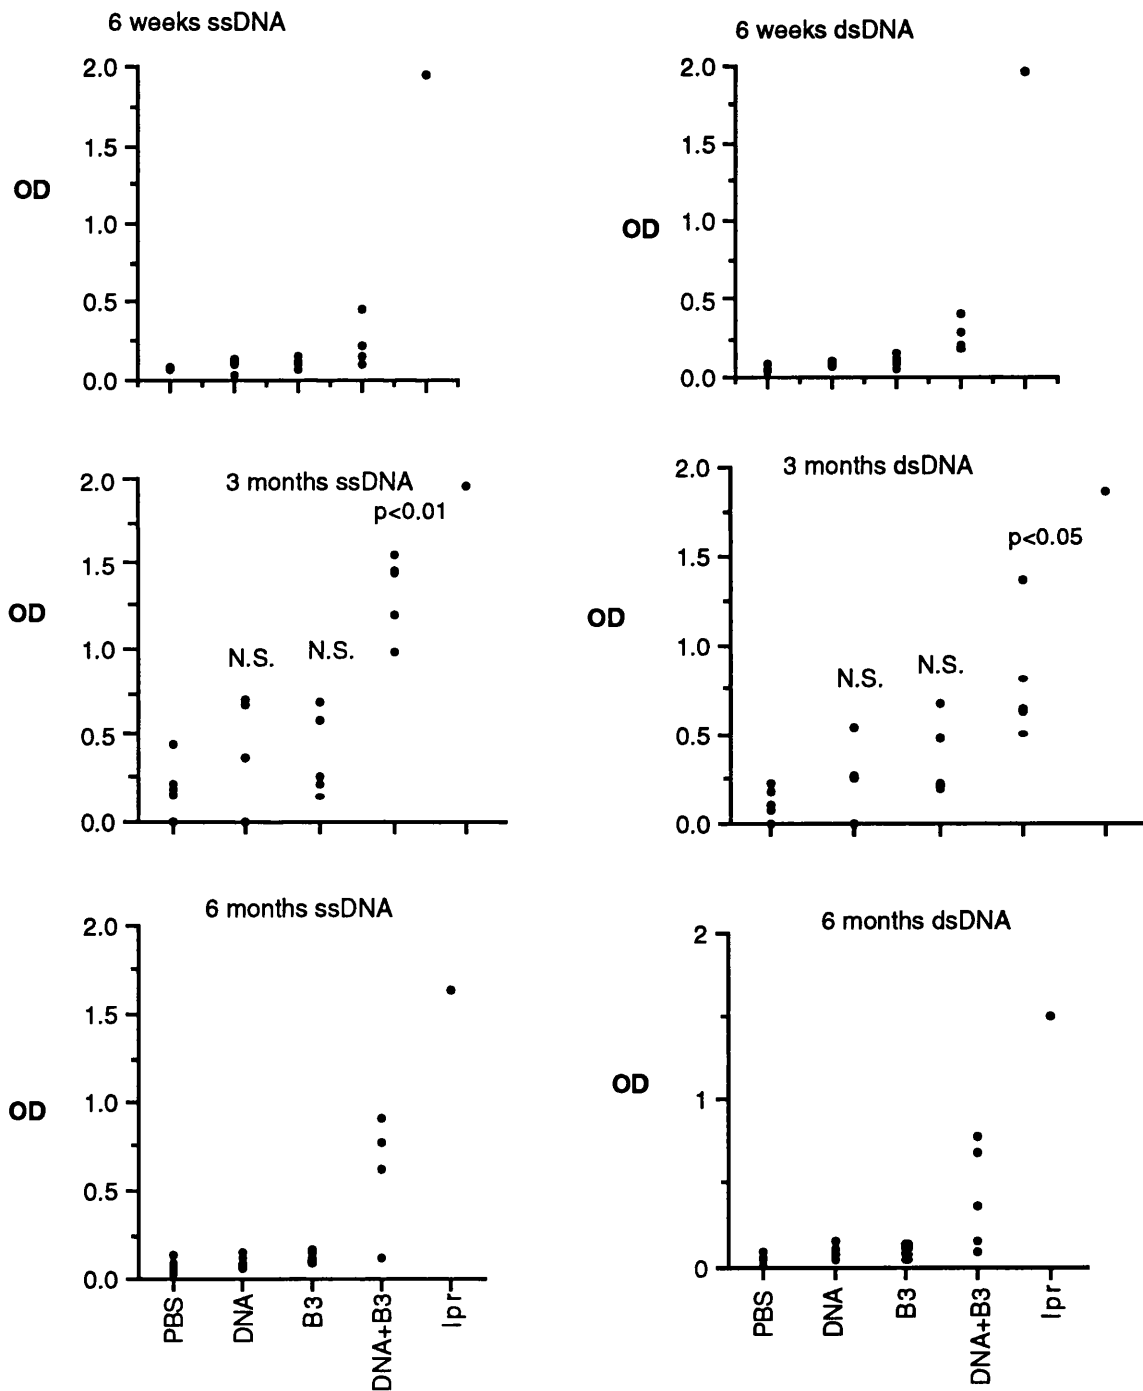 6 weeks ssDNA
2.0
1.5
OD
1.0
0.5
0.0
6 weeks dsDNA
2.0
1.5
OD
1.0
0.5
0.0
3 months ssDNA
p<0.01
2.0
1.5
OD
1.0
N.S.
N.S.
0.5
0.0
3 months dsDNA
2.0
p<0.05
1.5
OD
1.0
N.S.
N.S.
0.5
0.0
6 months ssDNA
2.0
1.5
OD
1.0
0.5
0.0
PBS
DNA
B3
DNA+B3
lpr
6 months dsDNA
2
OD
1
0
PBS
DNA
B3
DNA+B3
lpr